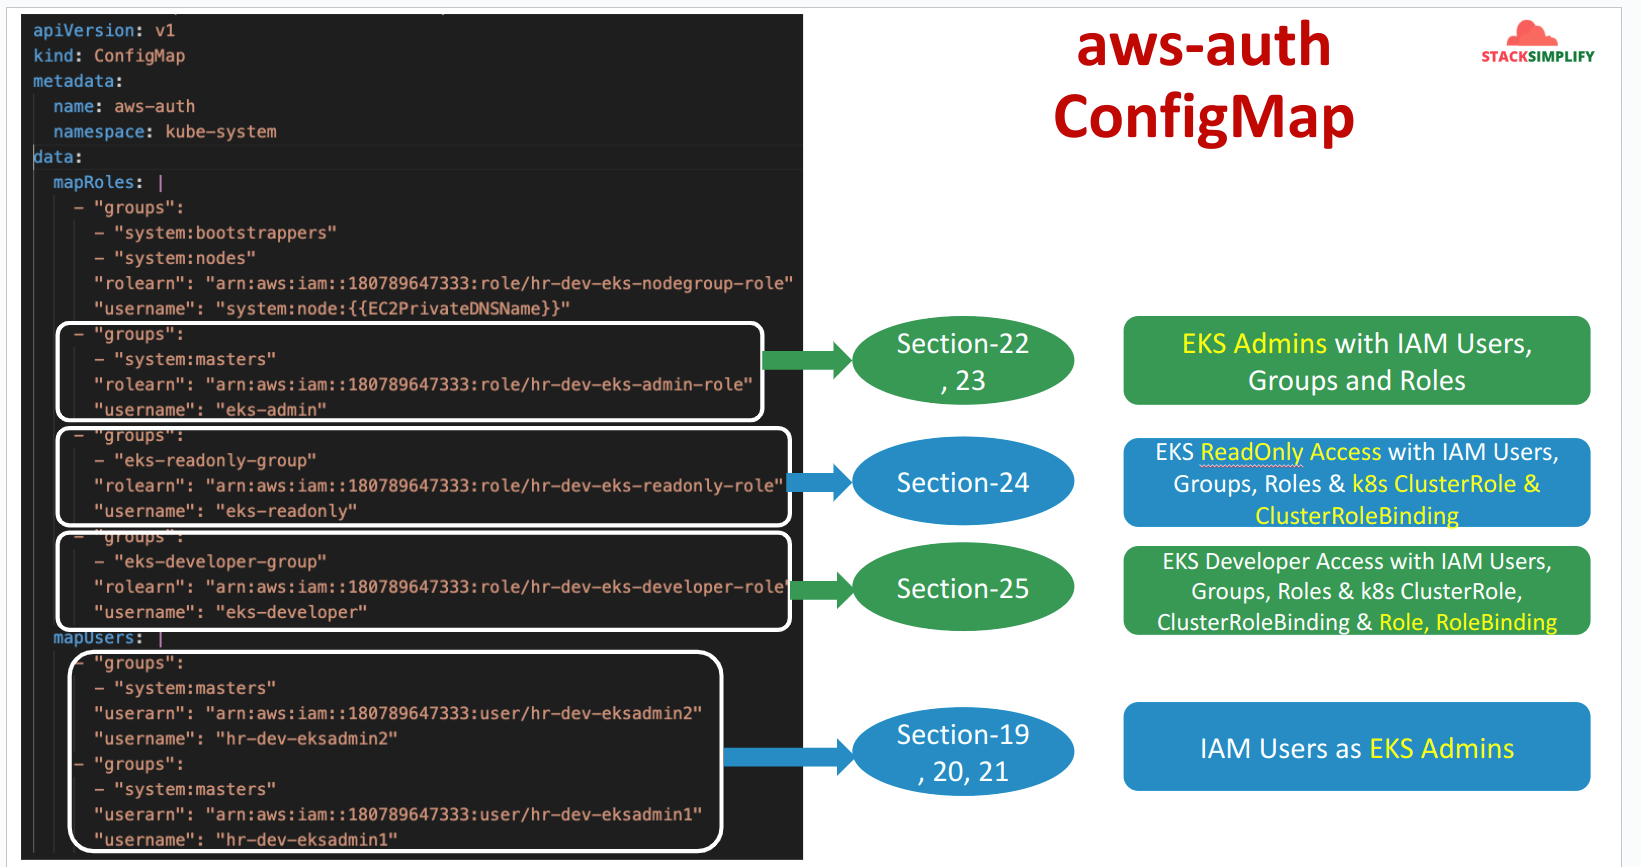 apiVersion: v1
kind: ConfigMap
metadata:
  name: aws-auth
  namespace: kube-system
data:
  mapRoles: |
    - "groups":
      - "system:bootstrappers"
      - "system:nodes"
      "rolearn": "arn:aws:iam::180789647333:role/hr-dev-eks-nodegroup-role"
      "username": "system:node:{{EC2PrivateDNSName}}"
    - "groups":
      - "system:masters"
      "rolearn": "arn:aws:iam::180789647333:role/hr-dev-eks-admin-role"
      "username": "eks-admin"
    - "groups":
      - "eks-readonly-group"
      "rolearn": "arn:aws:iam::180789647333:role/hr-dev-eks-readonly-role"
      "username": "eks-readonly"
    - "groups":
      - "eks-developer-group"
      "rolearn": "arn:aws:iam::180789647333:role/hr-dev-eks-developer-role"
      "username": "eks-developer"
  mapUsers: |
    - "groups":
      - "system:masters"
      "userarn": "arn:aws:iam::180789647333:user/hr-dev-eksadmin2"
      "username": "hr-dev-eksadmin2"
    - "groups":
      - "system:masters"
      "userarn": "arn:aws:iam::180789647333:user/hr-dev-eksadmin1"
      "username": "hr-dev-eksadmin1"
aws-auth
ConfigMap
STACKSIMPLIFY
Section-22
, 23
EKS Admins with IAM Users,
Groups and Roles
Section-24
EKS ReadOnly Access with IAM Users,
Groups, Roles & k8s ClusterRole &
ClusterRoleBinding
Section-25
EKS Developer Access with IAM Users,
Groups, Roles & k8s ClusterRole,
ClusterRoleBinding & Role, RoleBinding
Section-19
, 20, 21
IAM Users as EKS Admins